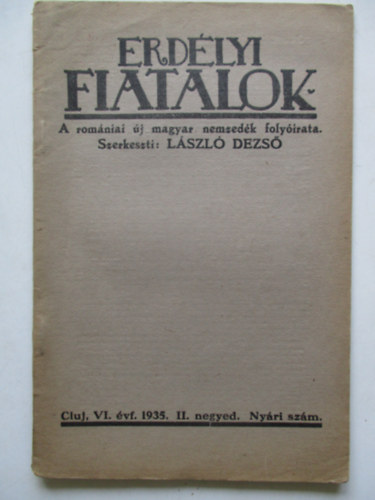 ERDÉLYI
FIATALOK
A romániai új magyar nemzedék folyóirata.
Szerkeszti: LÁSZLÓ DEZSŐ
Cluj, VI. évf. 1935. II. negyed. Nyári szám.